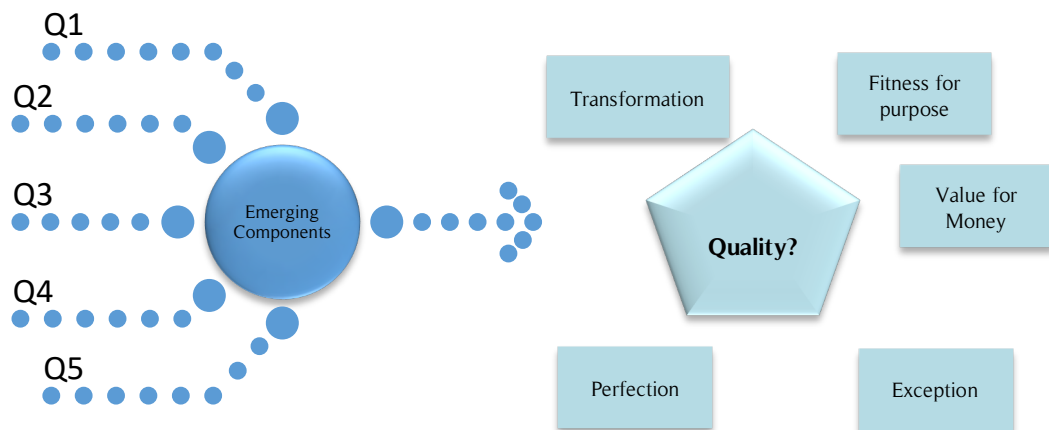 Q1
Q2
Q3
Q4
Q5
Emerging
Components
Transformation
Fitness for
purpose
Value for
Money
Quality?
Perfection
Exception